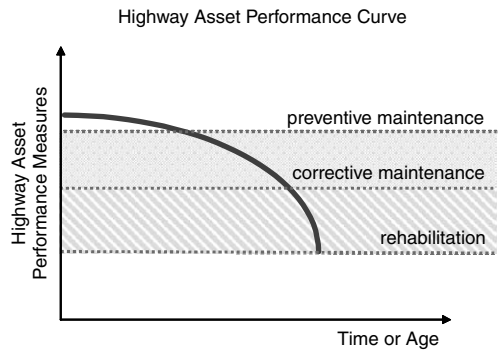 Highway Asset Performance Curve
Highway Asset
Performance Measures
preventive maintenance
corrective maintenance
rehabilitation
Time or Age